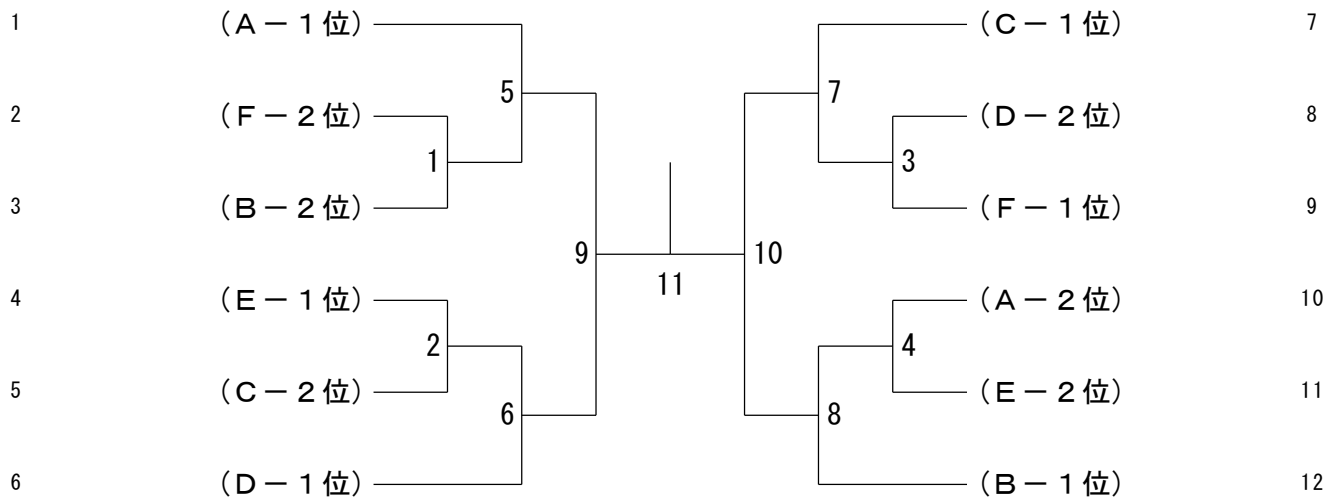 1 （A－１位） （C－１位） 7
5 7
2 （F－２位） （D－２位） 8
1 3
3 （B－２位） （F－１位） 9
9 10
11
4 （E－１位） （A－２位） 10
2 4
5 （C－２位） （E－２位） 11
6 8
6 （D－１位） （B－１位） 12